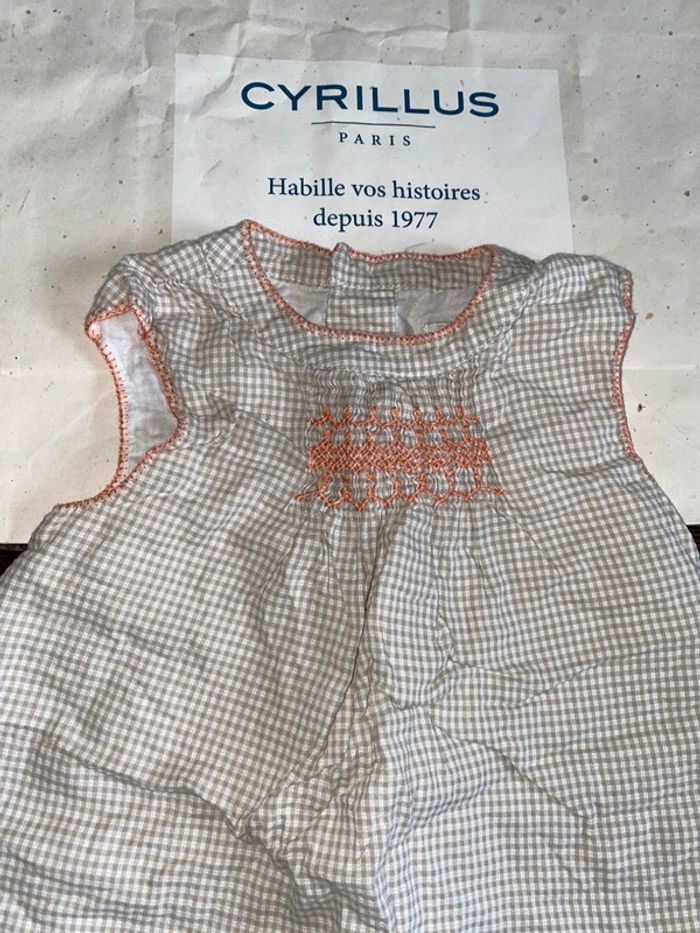 CYRILLUS
PARIS
Habille vos histoires
depuis 1977